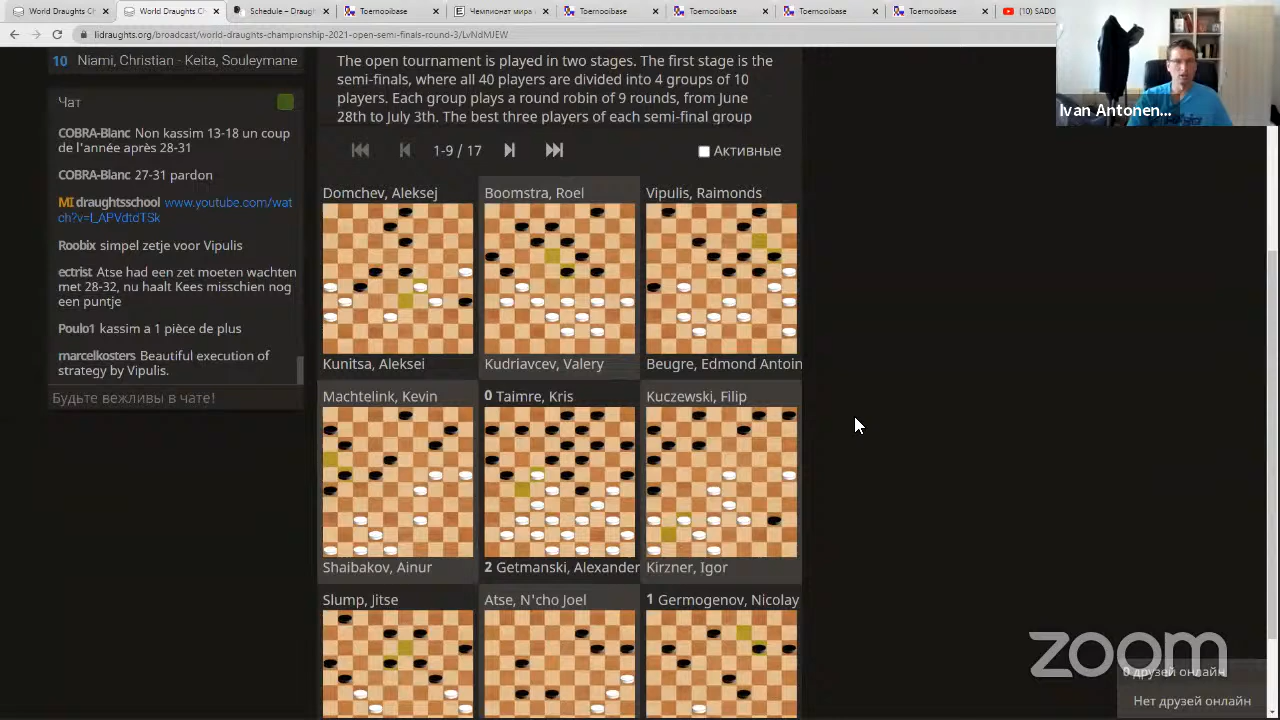 World Draughts Ch
World Draughts Ch
Schedule – Draug
Toernooibase
Чемпионат мира
Toernooibase
Toernooibase
Toernooibase
Toernooibase
(10) SADO
lidraughts.org/broadcast/world-draughts-championship-2021-open-semi-finals-round-3/
Ivan Antonen...
10 Niami, Christian - Keita, Souleymane
Чат
COBRA-Blanc Non kassim 13-18 un coup
de l'année après 28-31
COBRA-Blanc 27-31 pardon
MI draughtsschool www.youtube.com/wat
ch?v=LAPVdtdTSk
Roobix simpel zetje voor Vipulis
ectrist Atse had een zet moeten wachten
met 28-32, nu haalt Kees misschien nog
een puntje
Poulo1 kassim a 1 pièce de plus
marcelkosters Beautiful execution of
strategy by Vipulis.
Будьте вежливы в чате!
The open tournament is played in two stages. The first stage is the
semi-finals, where all 40 players are divided into 4 groups of 10
players. Each group plays a round robin of 9 rounds, from June
28th to July 3th. The best three players of each semi-final group
1-9 / 17
Активные
Domchev, Aleksej
Boomstra, Roel
Vipulis, Raimonds
Kunitsa, Aleksei
Kudriavcev, Valery
Beugre, Edmond Antoin
Machtelink, Kevin
0 Taimre, Kris
Kuczewski, Filip
Shaibakov, Ainur
2 Getmanski, Alexander
Kirzner, Igor
Slump, Jitse
Atse, N'cho Joel
1 Germogenov, Nicolay
zoom
0 друзей онлайн
Нет друзей онлайн